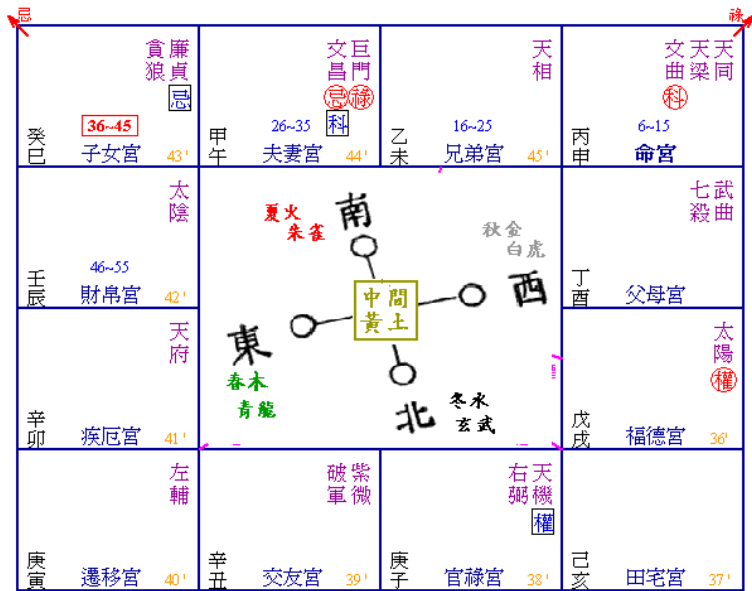 忌
祿
廉貞
貪狼
忌
癸巳
36~45
子女宮
43'
巨門
文昌
祿
忌
科
甲午
26~35
夫妻宮
44'
天相
乙未
16~25
兄弟宮
45'
天同
天梁
文曲
科
丙申
6~15
命宮
太陰
壬辰
46~55
財帛宮
42'
武曲
七殺
丁酉
父母宮
天府
辛卯
疾厄宮
41'
太陽
權
戊戌
福德宮
36'
左輔
庚寅
遷移宮
40'
紫微
破軍
辛丑
交友宮
39'
天機
右弼
權
庚子
官祿宮
38'
己亥
田宅宮
37'
南
夏火
朱雀
秋金
白虎
西
中間
黃土
東
春木
青龍
北
冬水
玄武